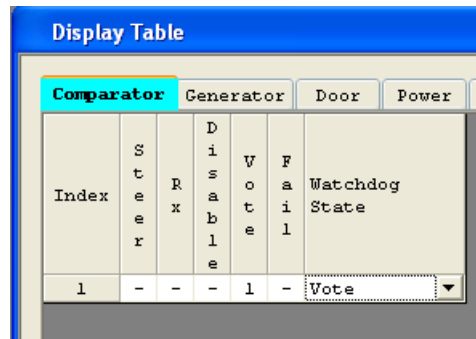 Display Table
Comparator Generator Door Power
Index Steer Rx Disable Vote Fail Watchdog State
1 - - - 1 - Vote